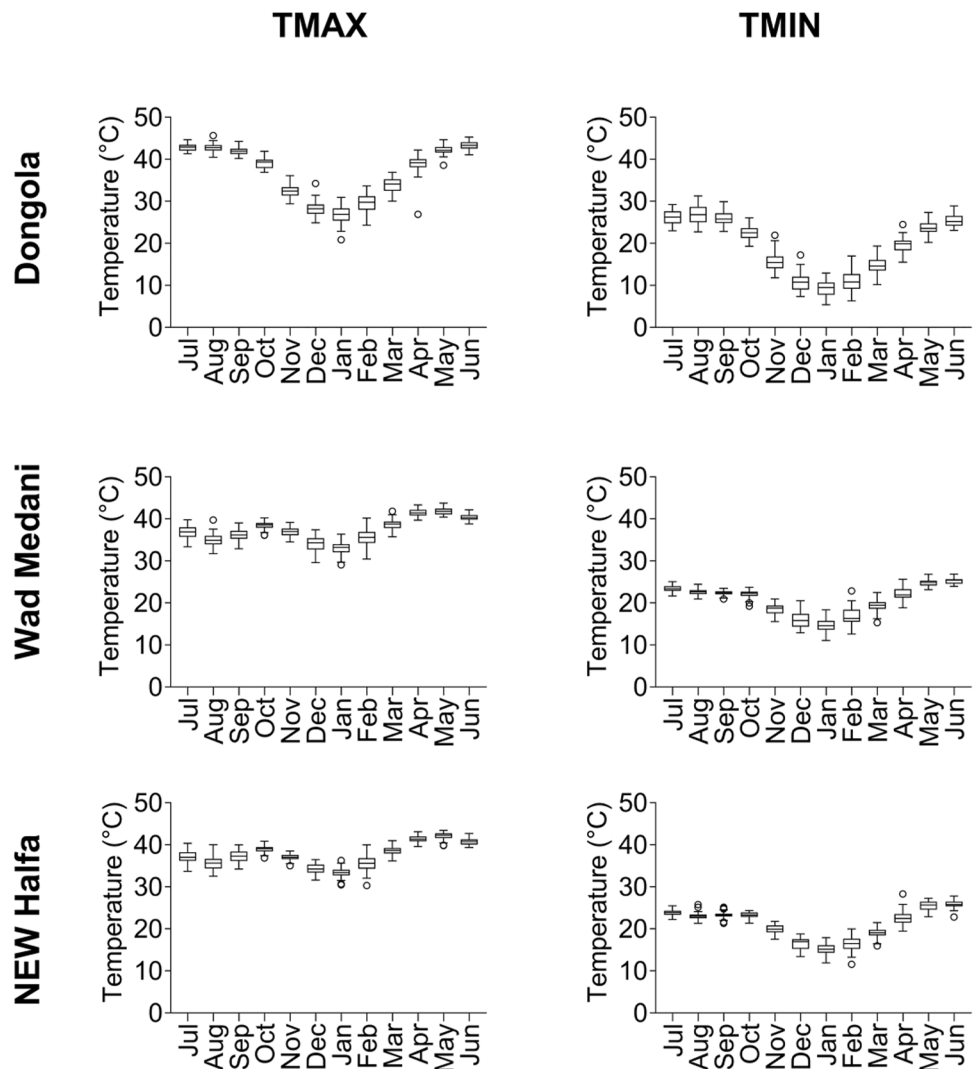 TMAX
TMIN
Dongola
Temperature (°C)
50
40
30
20
10
0
Jul
Aug
Sep
Oct
Nov
Dec
Jan
Feb
Mar
Apr
May
Jun
Temperature (°C)
50
40
30
20
10
0
Jul
Aug
Sep
Oct
Nov
Dec
Jan
Feb
Mar
Apr
May
Jun
Wad Medani
Temperature (°C)
50
40
30
20
10
0
Jul
Aug
Sep
Oct
Nov
Dec
Jan
Feb
Mar
Apr
May
Jun
Temperature (°C)
50
40
30
20
10
0
Jul
Aug
Sep
Oct
Nov
Dec
Jan
Feb
Mar
Apr
May
Jun
NEW Halfa
Temperature (°C)
50
40
30
20
10
0
Jul
Aug
Sep
Oct
Nov
Dec
Jan
Feb
Mar
Apr
May
Jun
Temperature (°C)
50
40
30
20
10
0
Jul
Aug
Sep
Oct
Nov
Dec
Jan
Feb
Mar
Apr
May
Jun